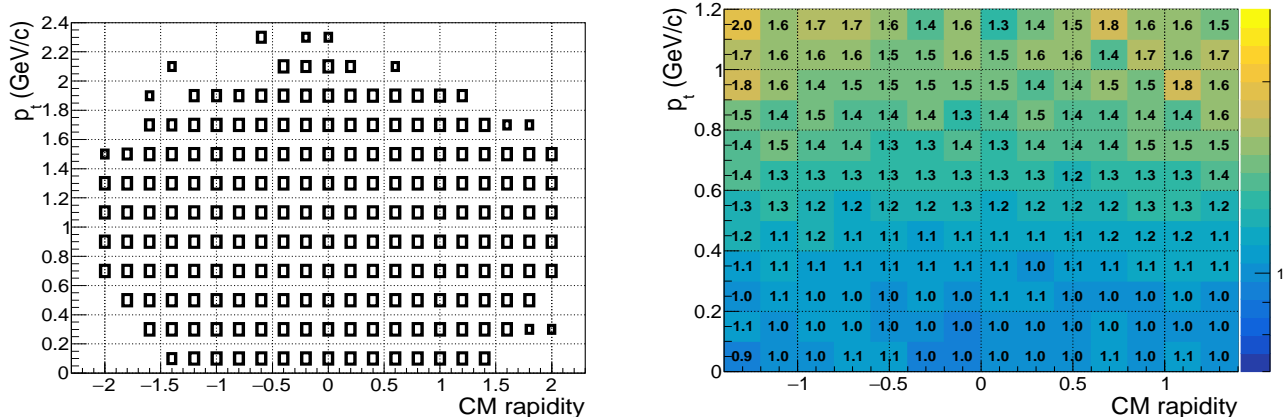 p_t (GeV/c)
2.4
2.2
2
1.8
1.6
1.4
1.2
1
0.8
0.6
0.4
0.2
0
−2 −1.5 −1 −0.5 0 0.5 1 1.5 2
CM rapidity
p_t (GeV/c)
1.2
1
0.8
0.6
0.4
0.2
0
2.0 1.6 1.7 1.7 1.6 1.4 1.6 1.3 1.4 1.5 1.8 1.6 1.6 1.5
1.7 1.6 1.6 1.6 1.5 1.5 1.6 1.5 1.6 1.6 1.4 1.7 1.6 1.7
1.8 1.6 1.4 1.5 1.5 1.5 1.5 1.5 1.4 1.4 1.5 1.5 1.8 1.6
1.5 1.4 1.5 1.4 1.4 1.4 1.3 1.4 1.5 1.4 1.4 1.4 1.4 1.6
1.4 1.5 1.4 1.4 1.3 1.3 1.4 1.3 1.4 1.4 1.4 1.5 1.5 1.5
1.4 1.3 1.3 1.3 1.3 1.3 1.3 1.3 1.3 1.2 1.3 1.3 1.3 1.4
1.3 1.3 1.2 1.2 1.2 1.2 1.3 1.2 1.2 1.2 1.2 1.3 1.3 1.2
1.2 1.1 1.2 1.1 1.1 1.1 1.1 1.1 1.1 1.1 1.2 1.2 1.2 1.1
1.1 1.1 1.1 1.1 1.1 1.1 1.1 1.1 1.0 1.1 1.1 1.1 1.1 1.1
1.0 1.1 1.1 1.0 1.0 1.0 1.0 1.1 1.1 1.0 1.0 1.0 1.0 1.0
1.1 1.0 1.0 1.0 1.0 1.0 1.0 1.0 1.0 1.0 1.0 1.0 1.0 1.0
0.9 1.0 1.0 1.1 1.1 1.0 1.0 1.0 1.0 1.0 1.1 1.0 1.1 1.0
−1 −0.5 0 0.5 1
CM rapidity
1